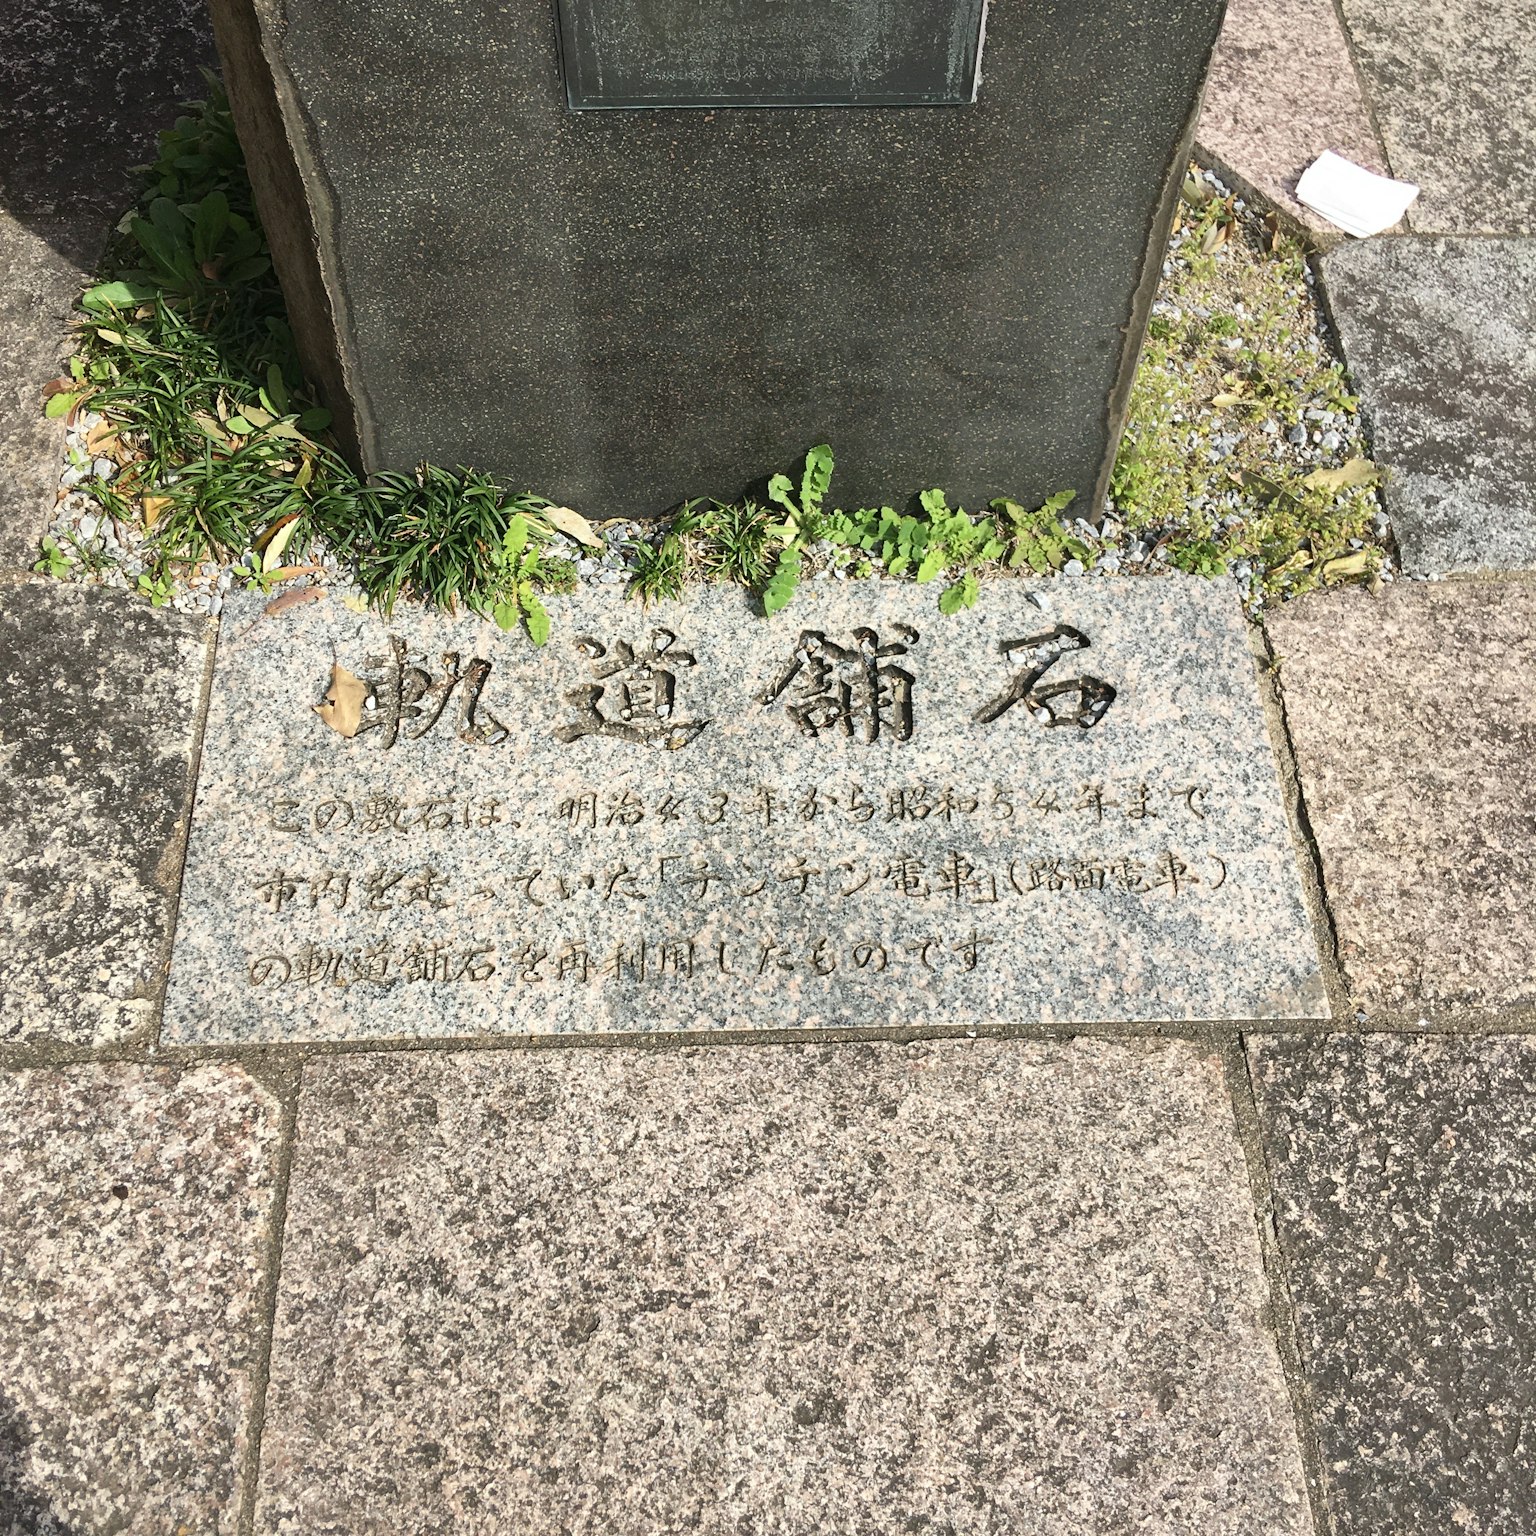 軌道舗石
この敷石は、明治43年から昭和54年まで
市内を走っていた「チンチン電車」(路面電車)
の軌道舗石を再利用したものです